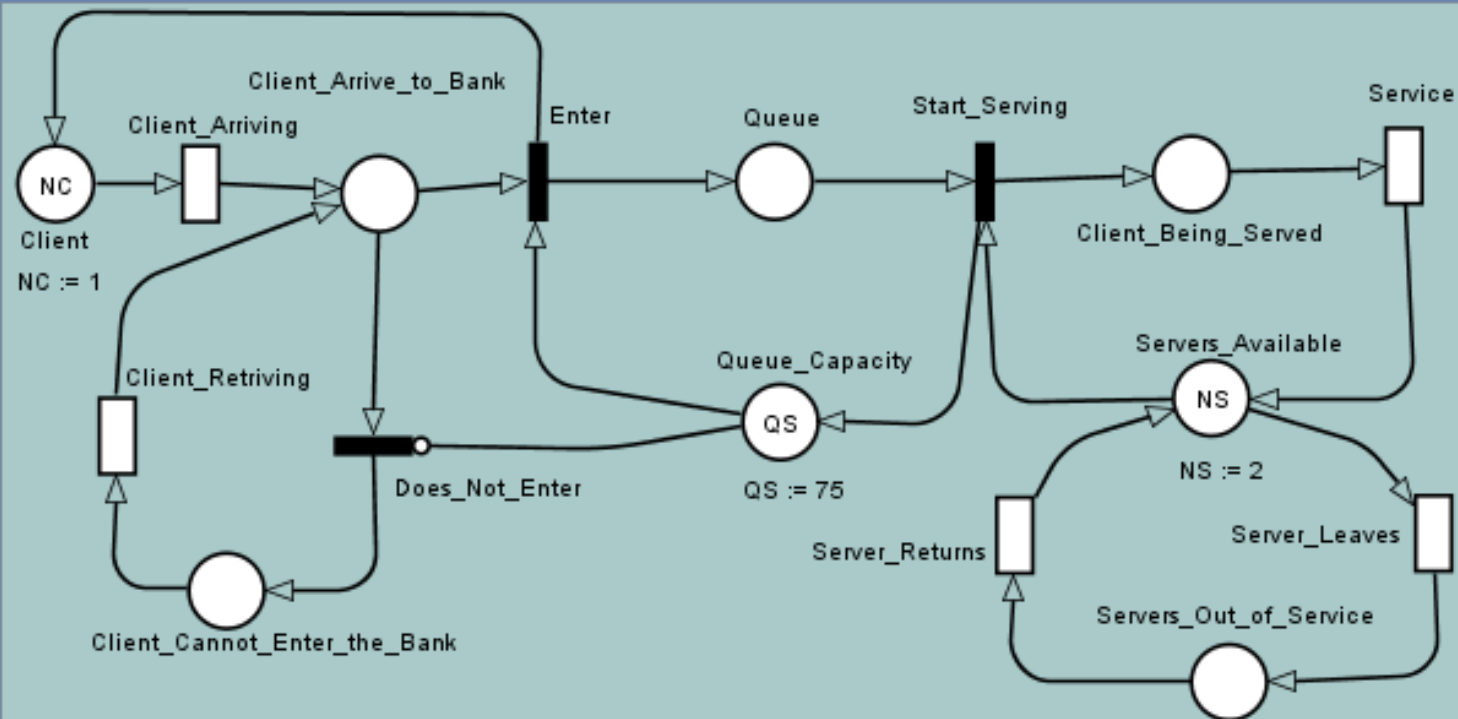 Client_Arrive_to_Bank
Service
Start_Serving
Enter
Queue
Client_Arriving
NC
Client
NC := 1
Client_Being_Served
Servers_Available
Queue_Capacity
Client_Retriving
NS
QS
NS := 2
Does_Not_Enter
QS := 75
Server_Leaves
Server_Returns
Servers_Out_of_Service
Client_Cannot_Enter_the_Bank